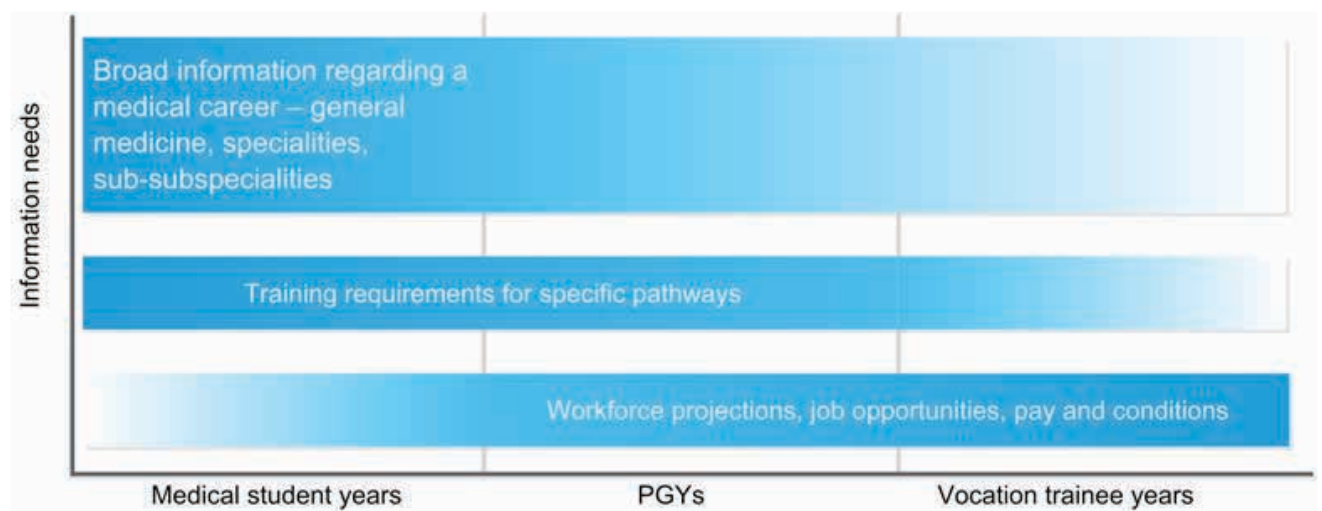 Information needs
Broad information regarding a
medical career – general
medicine, specialities,
sub-subspecialities
Training requirements for specific pathways
Workforce projections, job opportunities, pay and conditions
Medical student years
PGYs
Vocation trainee years